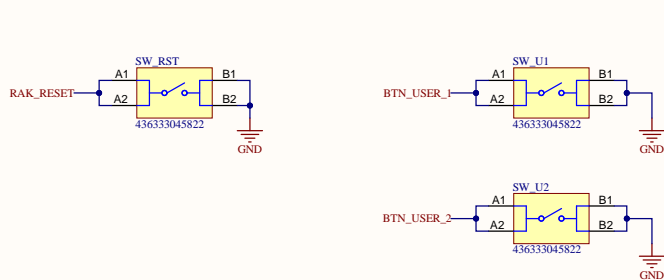 SW_RST
A1
B1
RAK_RESET
A2
B2
436333045822
GND
SW_U1
A1
B1
BTN_USER_1
A2
B2
436333045822
GND
SW_U2
A1
B1
BTN_USER_2
A2
B2
436333045822
GND